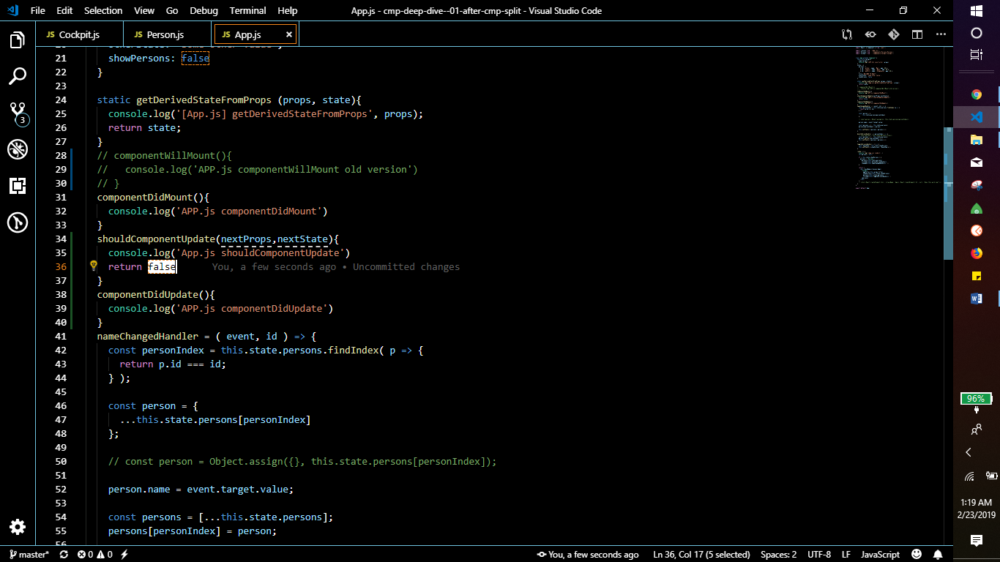 File Edit Selection View Go Debug Terminal Help App.js - cmp-deep-dive--01-after-cmp-split - Visual Studio Code
JS Cockpit.js JS Person.js JS App.js
21 showPersons: false
22 }
23
24 static getDerivedStateFromProps (props, state){
25 console.log('[App.js] getDerivedStateFromProps', props);
26 return state;
27 }
28 // componentWillMount(){
29 // console.log('APP.js componentWillMount old version')
30 // }
31 componentDidMount(){
32 console.log('APP.js componentDidMount')
33 }
34 shouldComponentUpdate(nextProps,nextState){
35 console.log('App.js shouldComponentUpdate')
36 return false You, a few seconds ago • Uncommitted changes
37 }
38 componentDidUpdate(){
39 console.log('APP.js componentDidUpdate')
40 }
41 nameChangedHandler = ( event, id ) => {
42 const personIndex = this.state.persons.findIndex( p => {
43 return p.id === id;
44 } );
45
46 const person = {
47 ...this.state.persons[personIndex]
48 };
49
50 // const person = Object.assign({}, this.state.persons[personIndex]);
51
52 person.name = event.target.value;
53
54 const persons = [...this.state.persons];
55 persons[personIndex] = person;
3
96%
1:19 AM
2/23/2019
master* 0 0 You, a few seconds ago Ln 36, Col 17 (5 selected) Spaces: 2 UTF-8 LF JavaScript